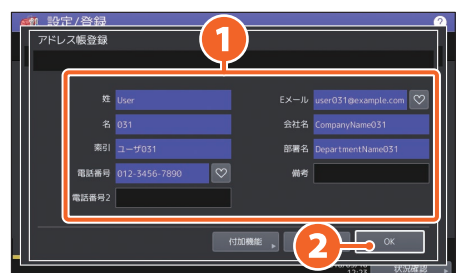 設定/登録
?
アドレス帳登録
1
姓 User
Eメール user031@example.com
名 031
会社名 CompanyName031
索引 ユーザ031
部署名 DepartmentName031
電話番号 012-3456-7890
備考
電話番号2
付加機能
2
OK
12:23 状況確認